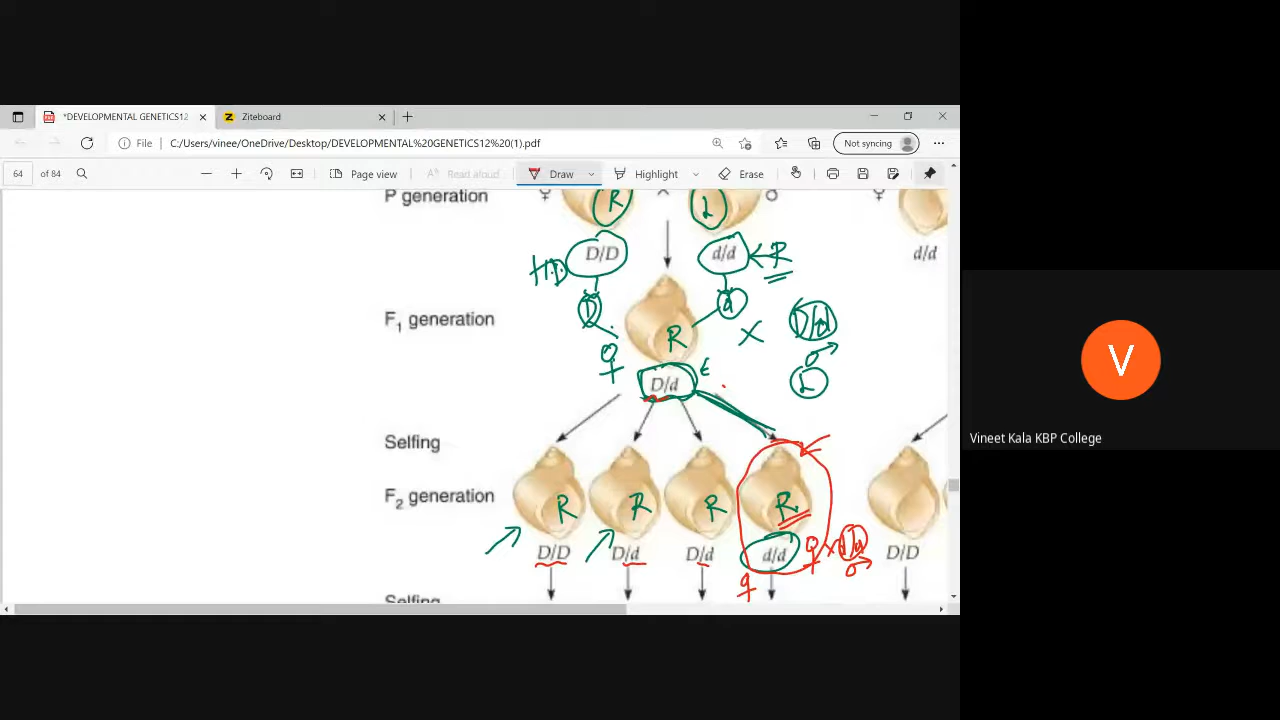 *DEVELOPMENTAL GENETICS12 Ziteboard
File C:/Users/vinee/OneDrive/Desktop/DEVELOPMENTAL%20GENETICS12%20(1).pdf Not syncing
64 of 84 Page view Read aloud Draw Highlight Erase
P generation ♀ R × L ♂ ♀
D/D d/d R d/d
D d
F1 generation R X D/d
♀ ♂
D/d L
Selfing
F2 generation R R R R
D/D D/d D/d d/d ♀ x d/d ♂ D/D
♀
Selfing
V
Vineet Kala KBP College